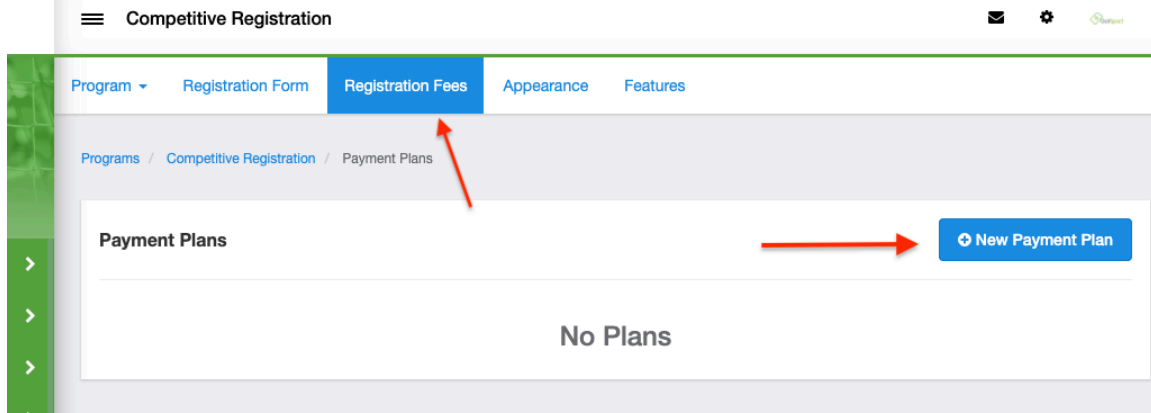 Competitive Registration
Program Registration Form Registration Fees Appearance Features
Programs / Competitive Registration / Payment Plans
Payment Plans
New Payment Plan
No Plans